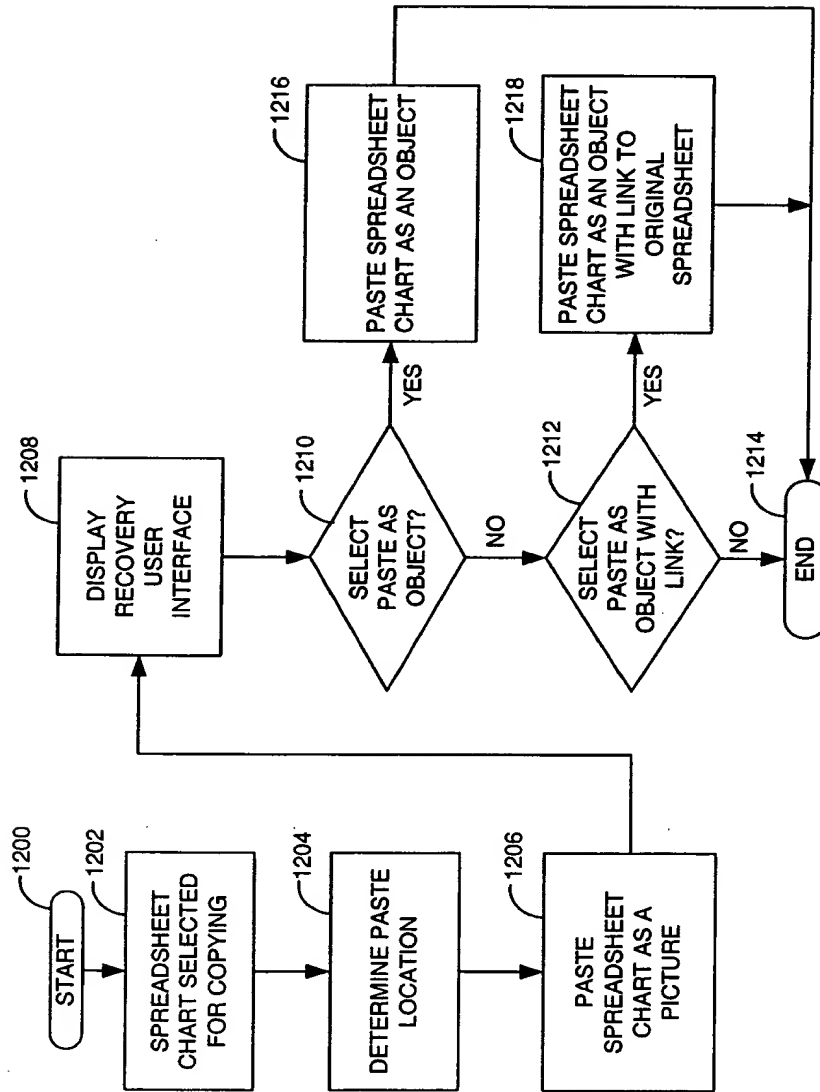 1200
START
1202
SPREADSHEET
CHART SELECTED
FOR COPYING
1204
DETERMINE PASTE
LOCATION
1206
PASTE
SPREADSHEET
CHART AS A
PICTURE
1208
DISPLAY
RECOVERY
USER
INTERFACE
1210
SELECT
PASTE AS
OBJECT?
YES
NO
1216
PASTE SPREADSHEET
CHART AS AN OBJECT
1212
SELECT
PASTE AS
OBJECT WITH
LINK?
YES
NO
1218
PASTE SPREADSHEET
CHART AS AN OBJECT
WITH LINK TO
ORIGINAL
SPREADSHEET
1214
END